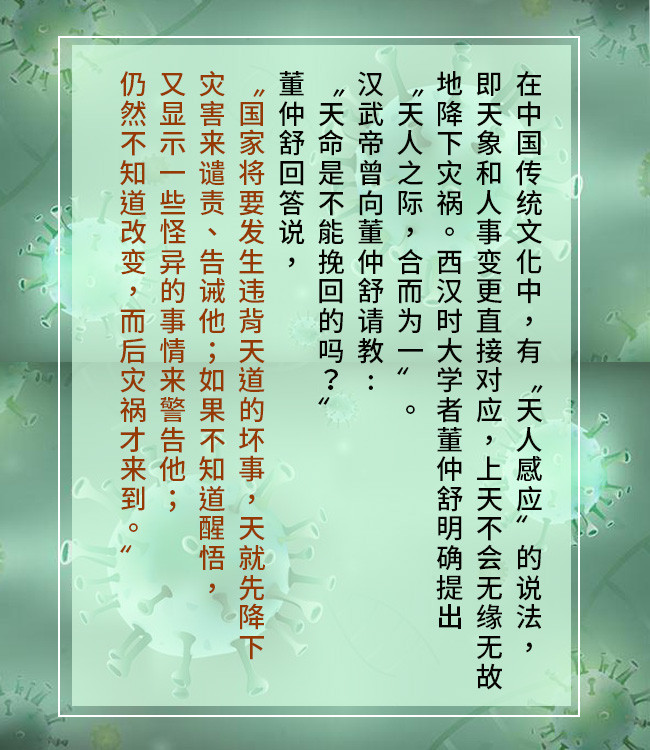 在中国传统文化中，有〝天人感应〞的说法，
即天象和人事变更直接对应，上天不会无缘无故
地降下灾祸。西汉时大学者董仲舒明确提出
〝天人之际，合而为一〞。
汉武帝曾向董仲舒请教：
〝天命是不能挽回的吗？〞
董仲舒回答说，
〝国家将要发生违背天道的坏事，天就先降下
灾害来谴责、告诫他；如果不知道醒悟，
又显示一些怪异的事情来警告他；
仍然不知道改变，而后灾祸才来到。〞